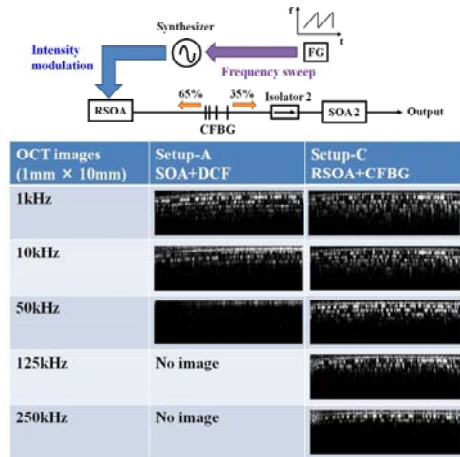 f
t
Synthesizer
FG
Intensity
modulation
Frequency sweep
RSOA
65%
35%
CFBG
Isolator 2
SOA 2
Output
OCT images
(1mm × 10mm)
Setup-A
SOA+DCF
Setup-C
RSOA+CFBG
1kHz
10kHz
50kHz
125kHz
No image
250kHz
No image